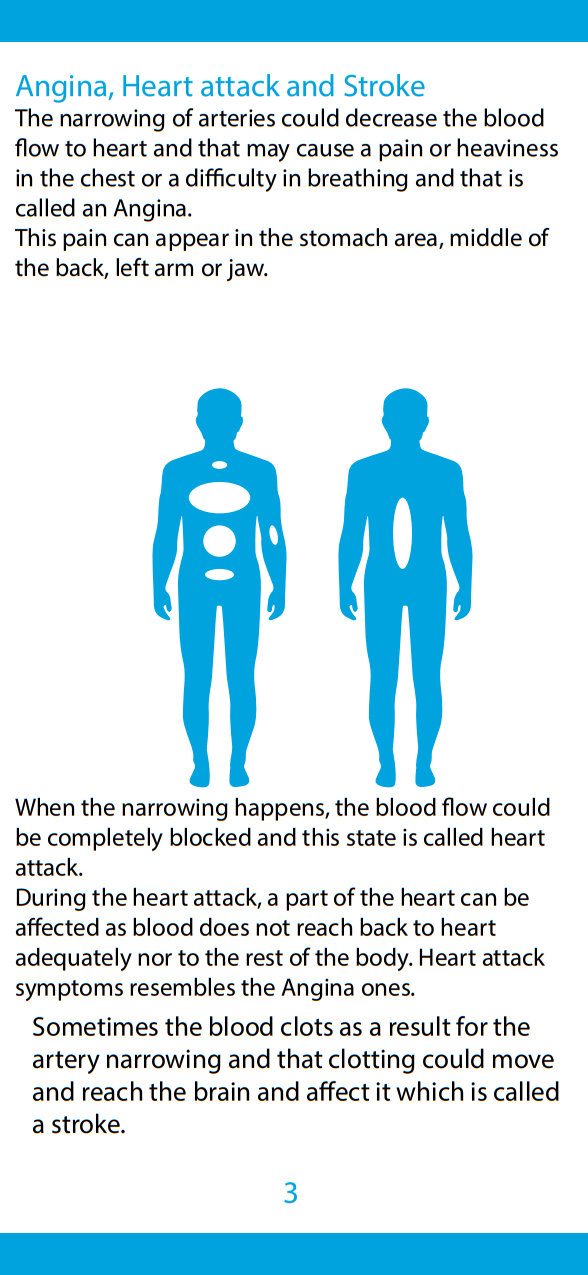 Angina, Heart attack and Stroke
The narrowing of arteries could decrease the blood
flow to heart and that may cause a pain or heaviness
in the chest or a difficulty in breathing and that is
called an Angina.
This pain can appear in the stomach area, middle of
the back, left arm or jaw.
When the narrowing happens, the blood flow could
be completely blocked and this state is called heart
attack.
During the heart attack, a part of the heart can be
affected as blood does not reach back to heart
adequately nor to the rest of the body. Heart attack
symptoms resembles the Angina ones.
Sometimes the blood clots as a result for the
artery narrowing and that clotting could move
and reach the brain and affect it which is called
a stroke.
3